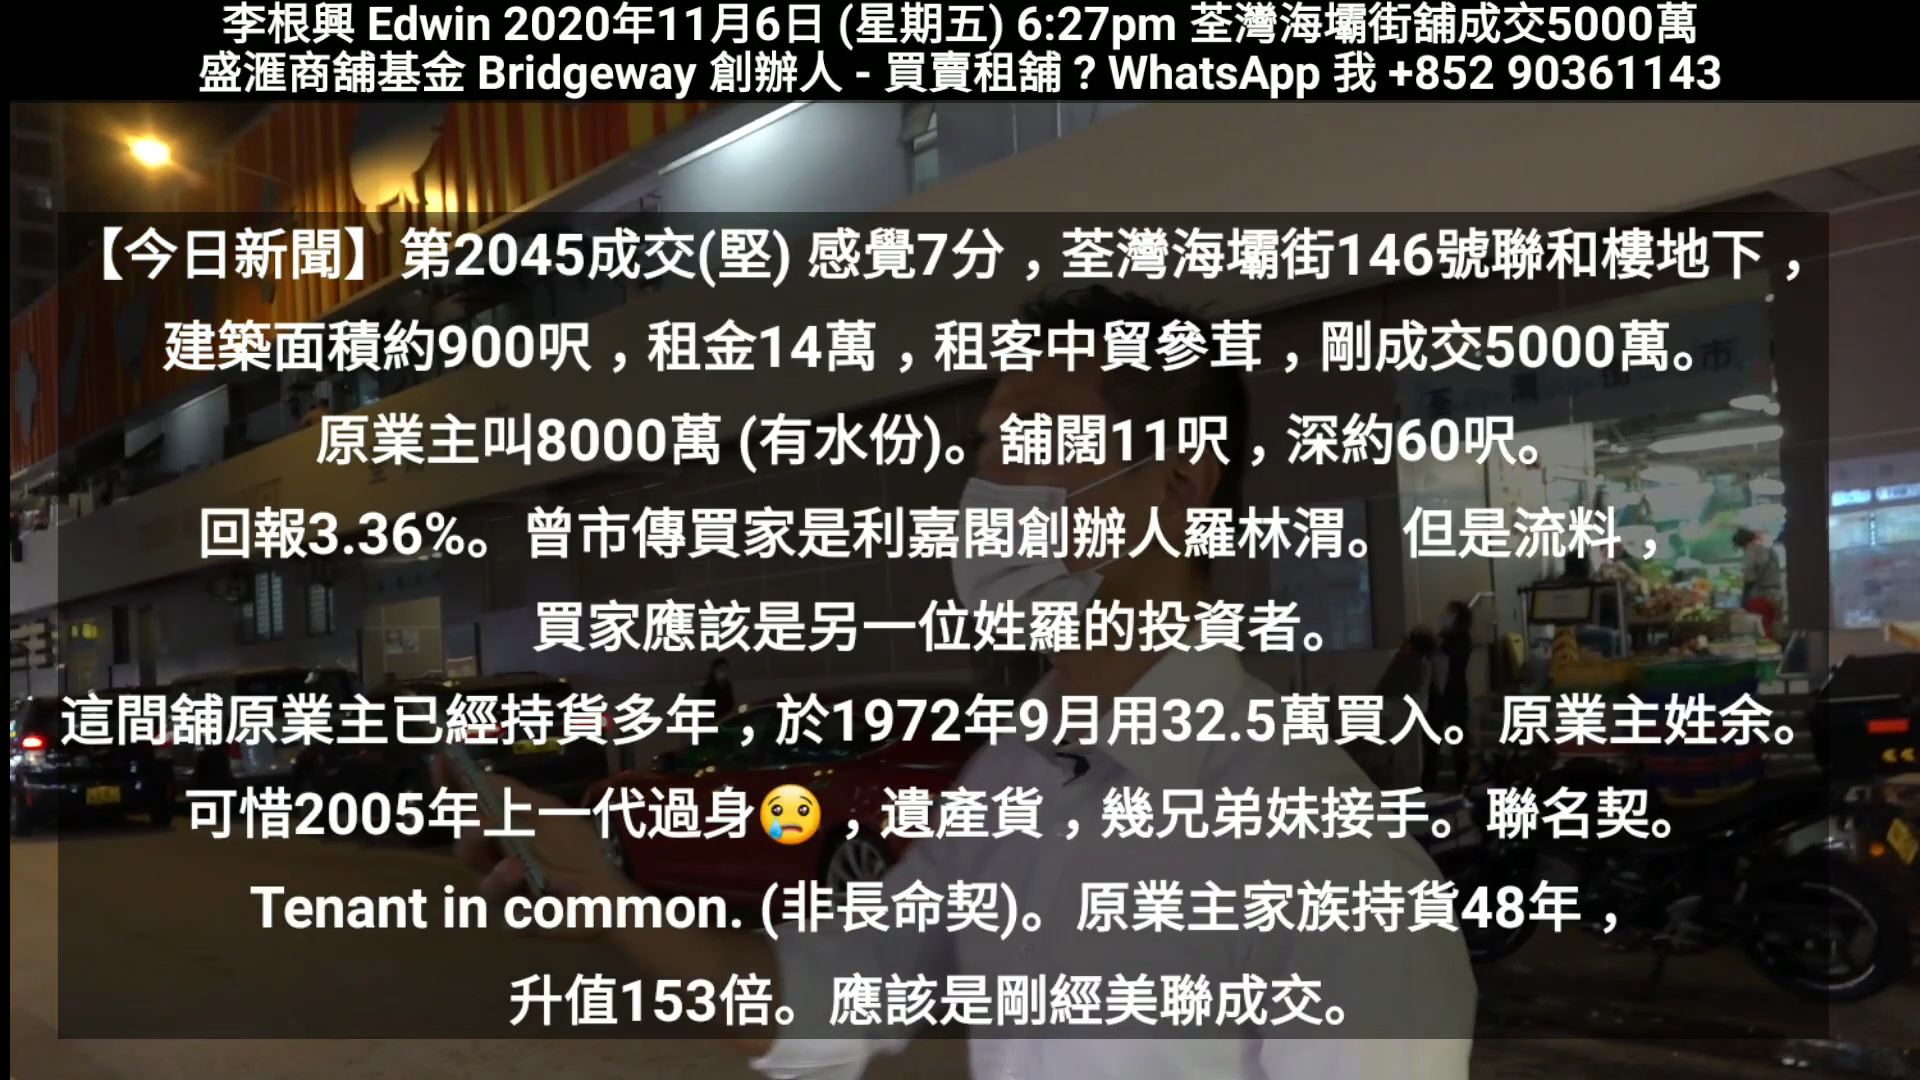 李根興 Edwin 2020年11月6日 (星期五) 6:27pm 荃灣海壩街舖成交5000萬
盛滙商舖基金 Bridgeway 創辦人 - 買賣租舖？WhatsApp 我 +852 90361143
【今日新聞】第2045成交(堅) 感覺7分，荃灣海壩街146號聯和樓地下，
建築面積約900呎，租金14萬，租客中貿參茸，剛成交5000萬。
原業主叫8000萬 (有水份)。舖闊11呎，深約60呎。
回報3.36%。曾市傳買家是利嘉閣創辦人羅林渭。但是流料，
買家應該是另一位姓羅的投資者。
這間舖原業主已經持貨多年，於1972年9月用32.5萬買入。原業主姓余。
可惜2005年上一代過身😢，遺產貨，幾兄弟妹接手。聯名契。
Tenant in common. (非長命契)。原業主家族持貨48年，
升值153倍。應該是剛經美聯成交。